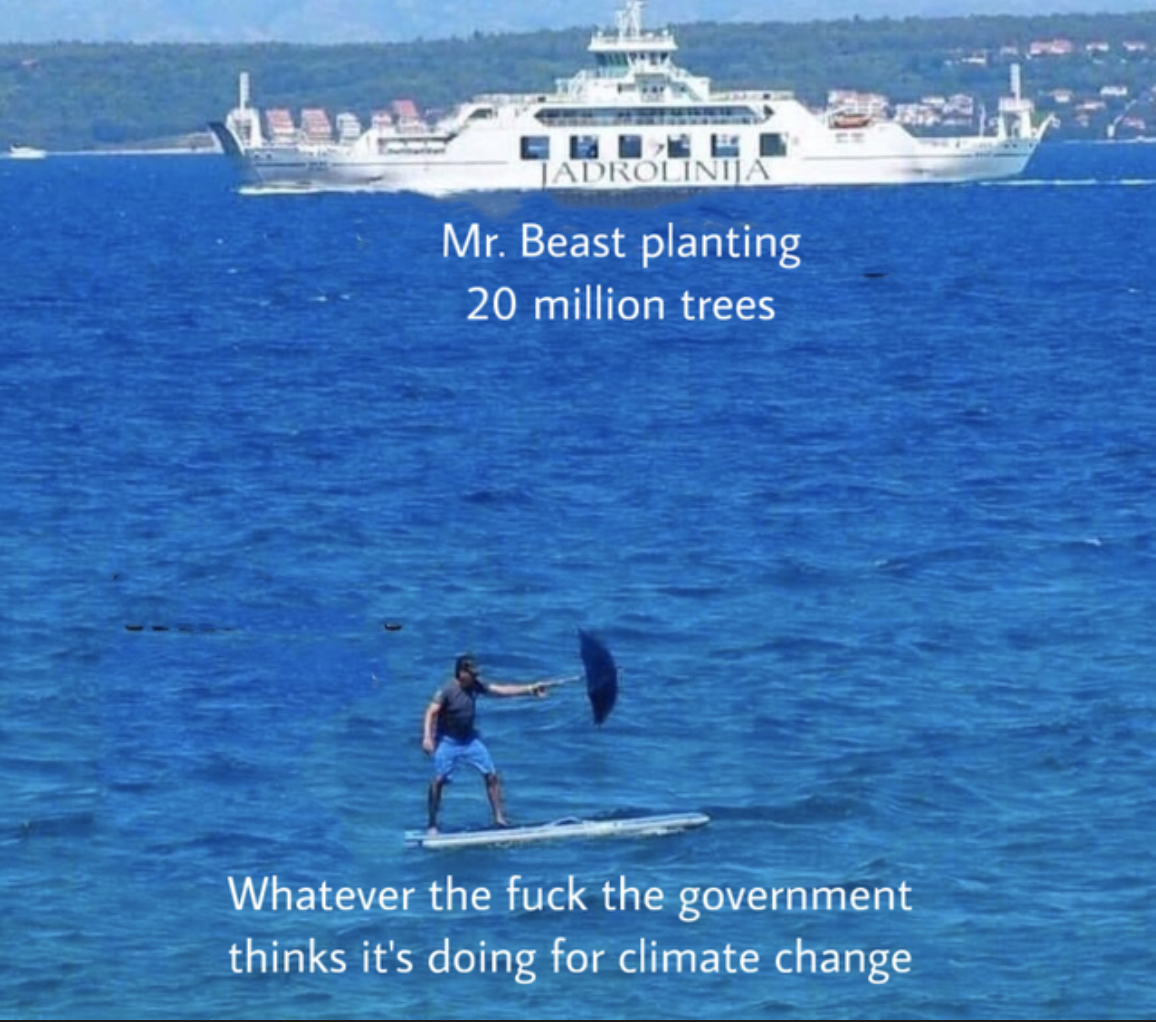 JADROLINIJA
Mr. Beast planting
20 million trees
Whatever the fuck the government
thinks it's doing for climate change